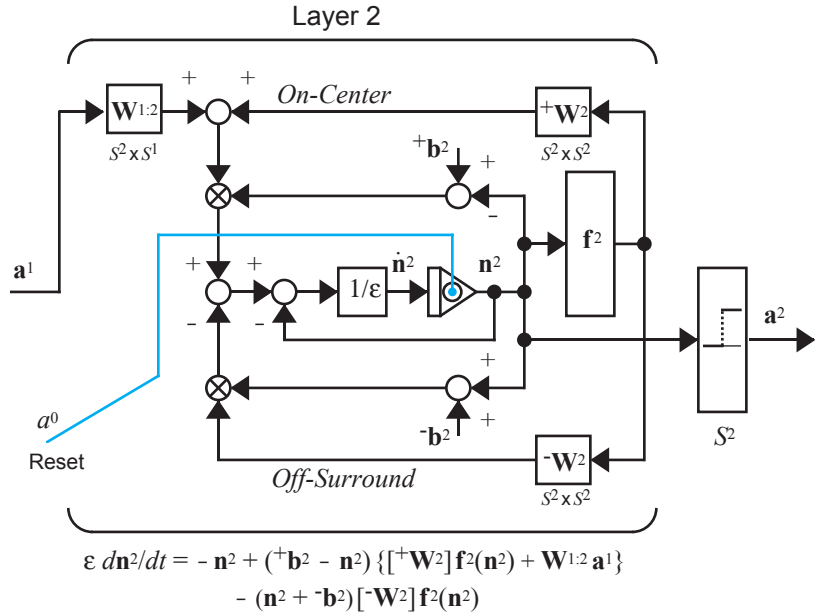 Layer 2
+ + + On-Center
W1:2 +W2
S2 x S1 +b2 + S2 x S2
-
f2
a1 + + ṅ2 n2
1/ε a2
- -
+
a0 +
Reset -b2 S2
-W2
Off-Surround S2 x S2
ε dn2/dt = - n2 + (+b2 - n2) {[+W2] f2(n2) + W1:2 a1}
- (n2 + -b2) [-W2] f2(n2)